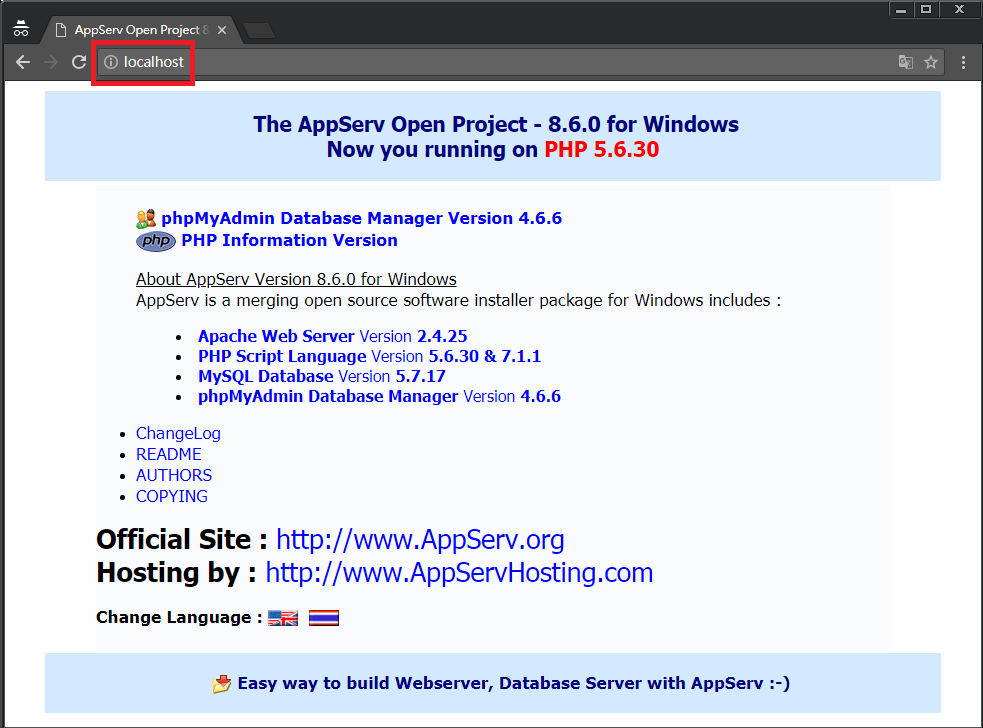 AppServ Open Project 8
localhost
The AppServ Open Project - 8.6.0 for Windows
Now you running on PHP 5.6.30
phpMyAdmin Database Manager Version 4.6.6
php PHP Information Version
About AppServ Version 8.6.0 for Windows
AppServ is a merging open source software installer package for Windows includes :
• Apache Web Server Version 2.4.25
• PHP Script Language Version 5.6.30 & 7.1.1
• MySQL Database Version 5.7.17
• phpMyAdmin Database Manager Version 4.6.6
• ChangeLog
• README
• AUTHORS
• COPYING
Official Site : http://www.AppServ.org
Hosting by : http://www.AppServHosting.com
Change Language :
Easy way to build Webserver, Database Server with AppServ :-)